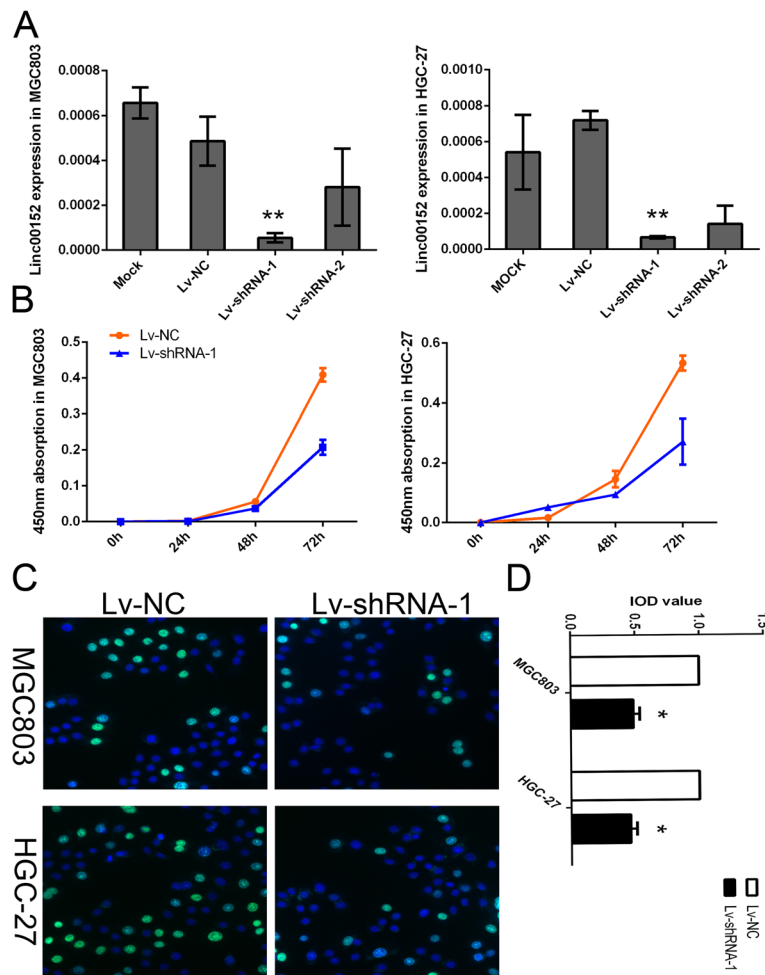 A
Linc00152 expression in MGC803
0.0008
0.0006
0.0004
0.0002
0.0000
Mock
Lv-NC
Lv-shRNA-1
Lv-shRNA-2
**
Linc00152 expression in HGC-27
0.0010
0.0008
0.0006
0.0004
0.0002
0.0000
MOCK
Lv-NC
Lv-shRNA-1
Lv-shRNA-2
**
B
450nm absorption in MGC803
0.5
0.4
0.3
0.2
0.1
0.0
0h
24h
48h
72h
Lv-NC
Lv-shRNA-1
450nm absorption in HGC-27
0.6
0.4
0.2
0.0
0h
24h
48h
72h
C
Lv-NC
Lv-shRNA-1
MGC803
HGC-27
D
IOD value
0.0
0.5
1.0
1.5
MGC803
*
HGC-27
*
Lv-NC
Lv-shRNA-1